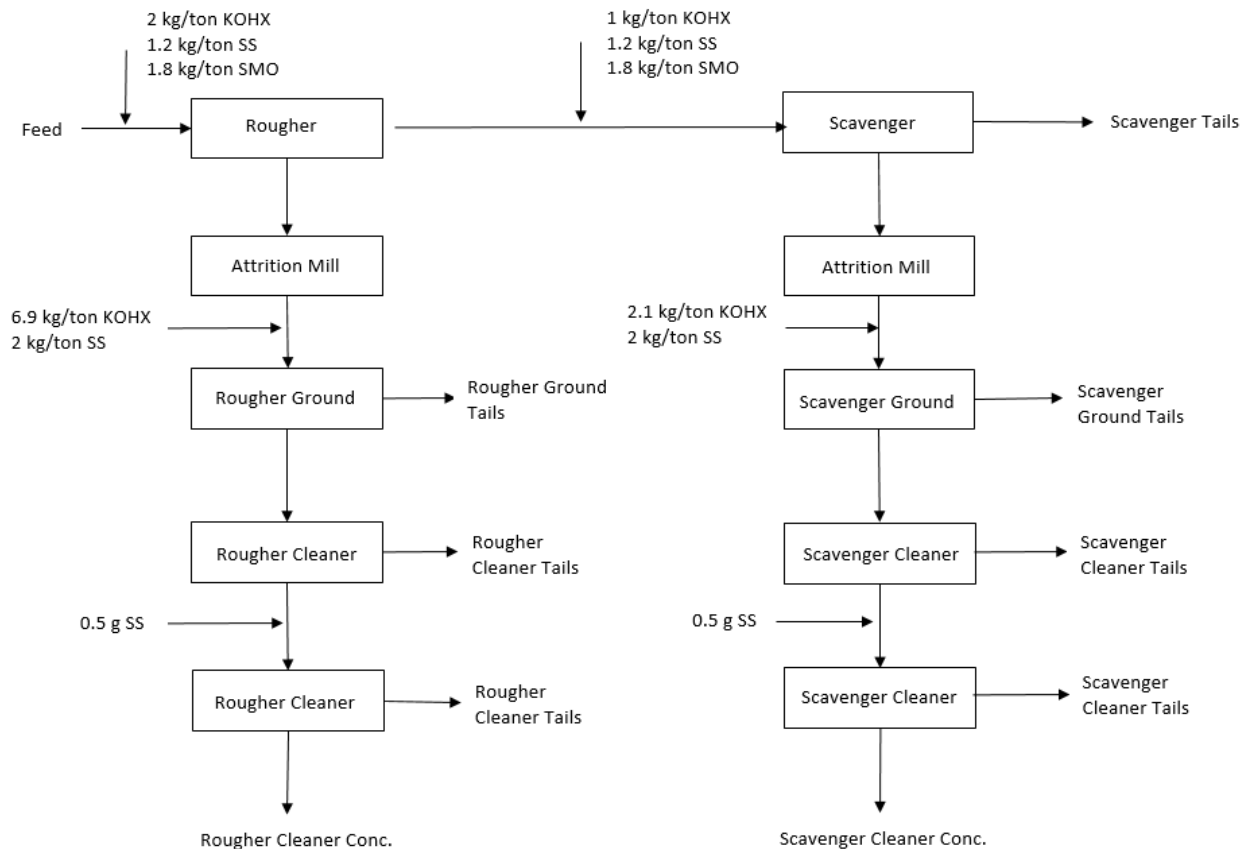 2 kg/ton KOHX
1.2 kg/ton SS
1.8 kg/ton SMO
1 kg/ton KOHX
1.2 kg/ton SS
1.8 kg/ton SMO
Feed
Rougher
Scavenger
Scavenger Tails
Attrition Mill
Attrition Mill
6.9 kg/ton KOHX
2 kg/ton SS
2.1 kg/ton KOHX
2 kg/ton SS
Rougher Ground
Rougher Ground
Tails
Scavenger Ground
Scavenger
Ground Tails
Rougher Cleaner
Rougher
Cleaner Tails
Scavenger Cleaner
Scavenger
Cleaner Tails
0.5 g SS
0.5 g SS
Rougher Cleaner
Rougher
Cleaner Tails
Scavenger Cleaner
Scavenger
Cleaner Tails
Rougher Cleaner Conc.
Scavenger Cleaner Conc.